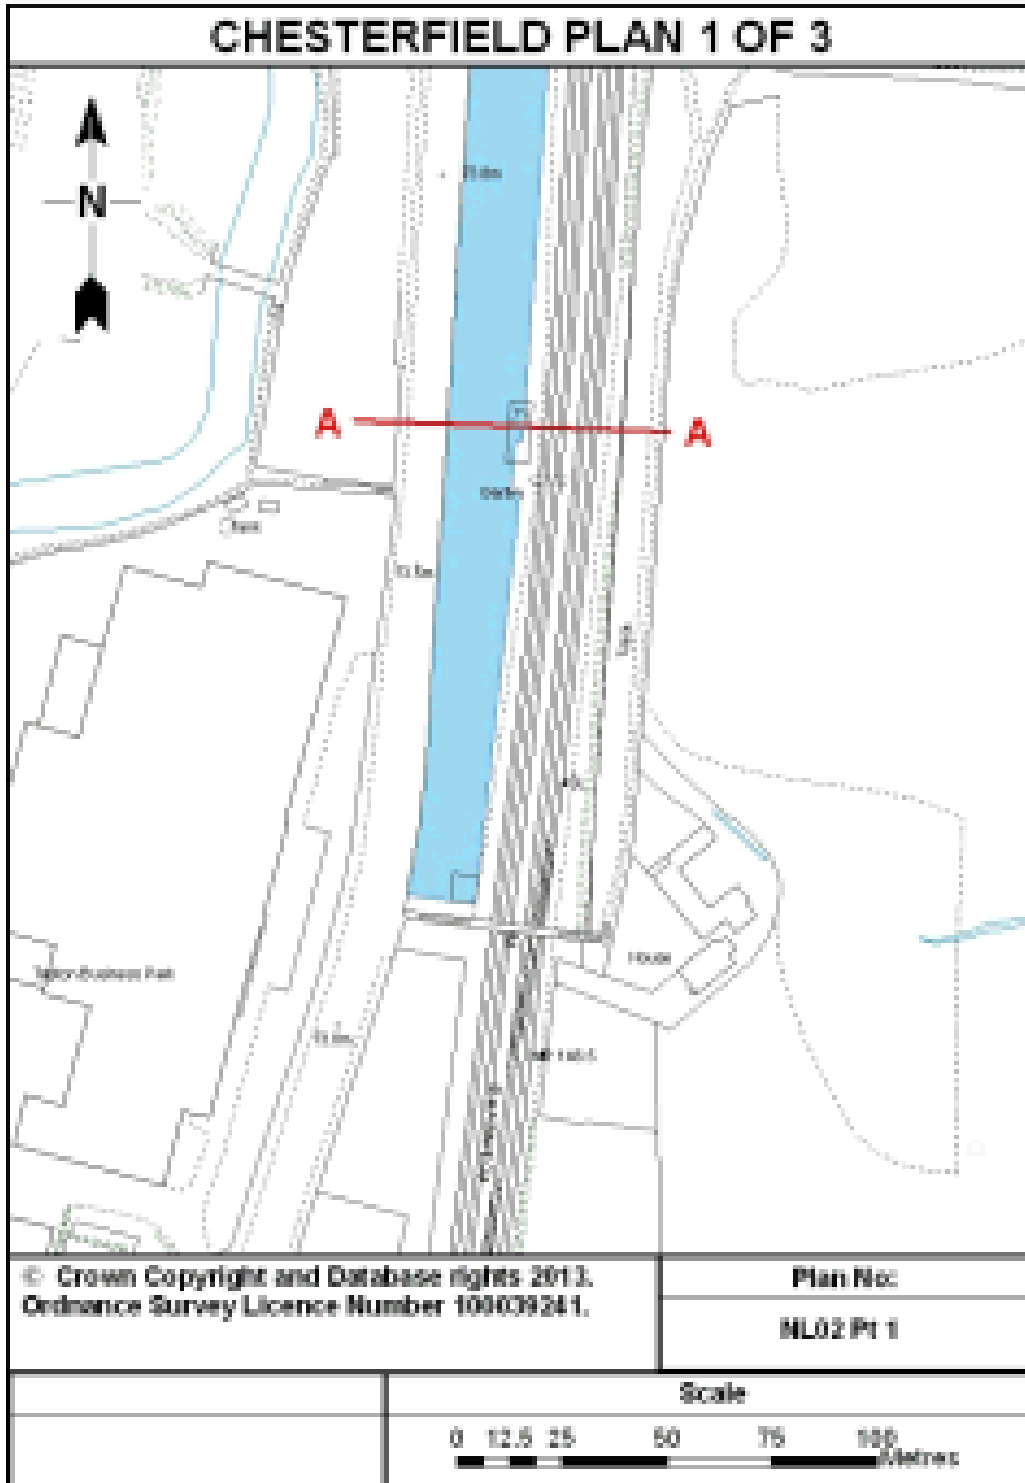 CHESTERFIELD PLAN 1 OF 3
N
A
A
Track
House
© Crown Copyright and Database rights 2013.
Ordnance Survey Licence Number 100039241.
Plan No:
NL02 Pt 1
Scale
0 12.5 25 50 75 100
Metres